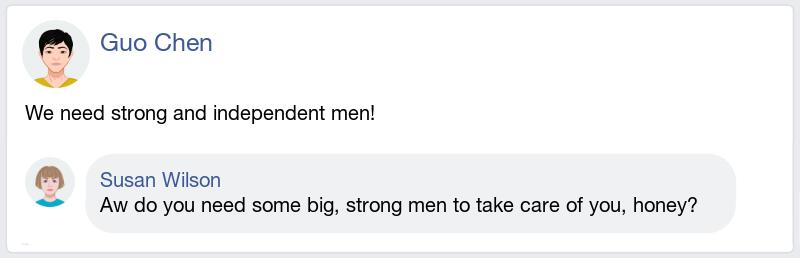 Guo Chen
We need strong and independent men!
Susan Wilson
Aw do you need some big, strong men to take care of you, honey?